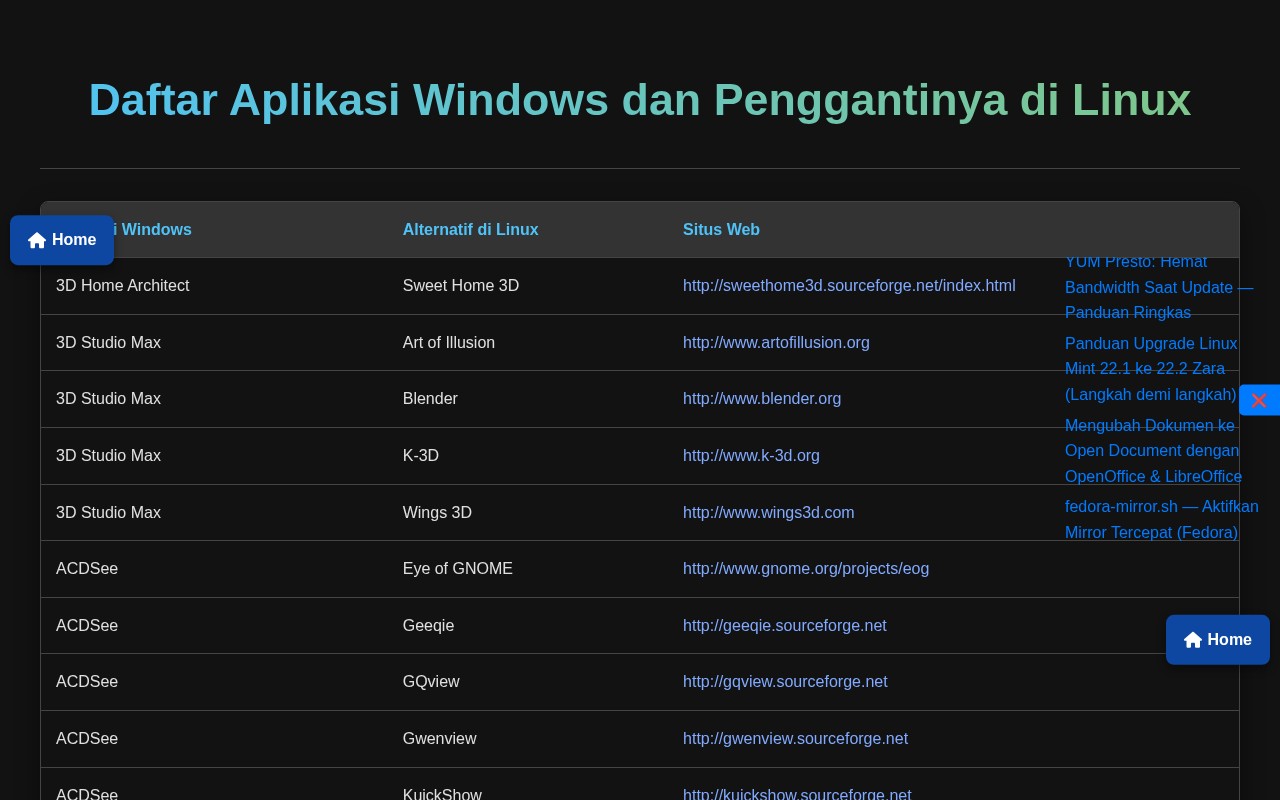 Daftar Aplikasi Windows dan Penggantinya di Linux
Home
i Windows Alternatif di Linux Situs Web
3D Home Architect Sweet Home 3D http://sweethome3d.sourceforge.net/index.html
3D Studio Max Art of Illusion http://www.artofillusion.org
3D Studio Max Blender http://www.blender.org
3D Studio Max K-3D http://www.k-3d.org
3D Studio Max Wings 3D http://www.wings3d.com
ACDSee Eye of GNOME http://www.gnome.org/projects/eog
ACDSee Geeqie http://geeqie.sourceforge.net
ACDSee GQview http://gqview.sourceforge.net
ACDSee Gwenview http://gwenview.sourceforge.net
ACDSee KuickShow http://kuickshow.sourceforge.net
YUM Presto: Hemat
Bandwidth Saat Update —
Panduan Ringkas
Panduan Upgrade Linux
Mint 22.1 ke 22.2 Zara
(Langkah demi langkah)
Mengubah Dokumen ke
Open Document dengan
OpenOffice & LibreOffice
fedora-mirror.sh — Aktifkan
Mirror Tercepat (Fedora)
Home